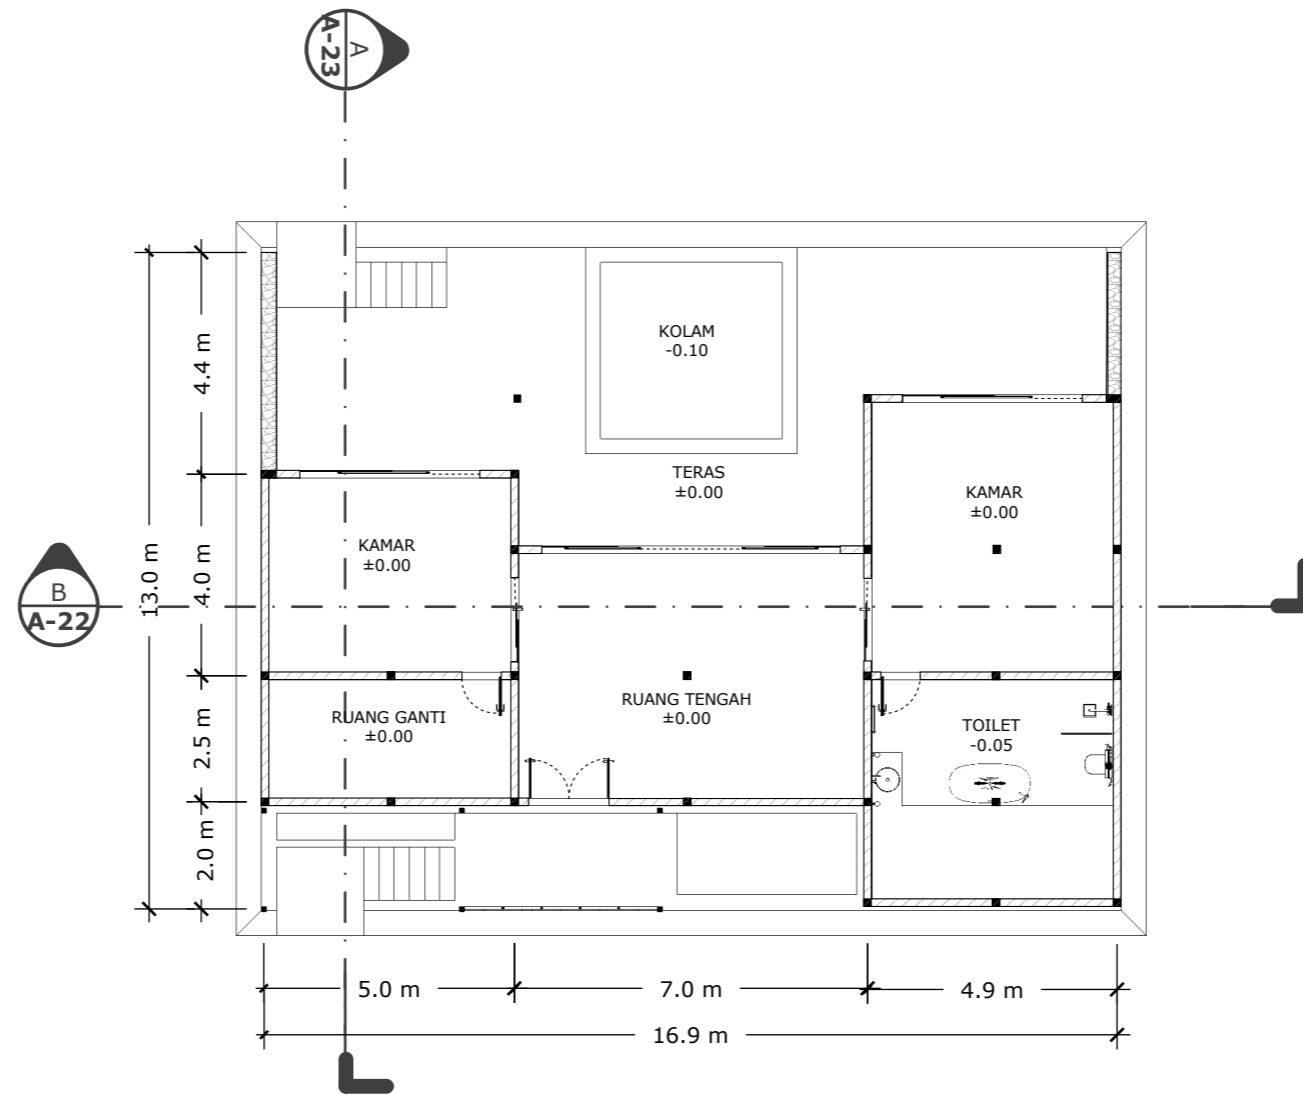 A
A-23
KOLAM
-0.10
4.4 m
TERAS
±0.00
KAMAR
±0.00
KAMAR
±0.00
13.0 m
4.0 m
B
A-22
RUANG TENGAH
±0.00
RUANG GANTI
±0.00
TOILET
-0.05
2.5 m
2.0 m
5.0 m
7.0 m
4.9 m
16.9 m